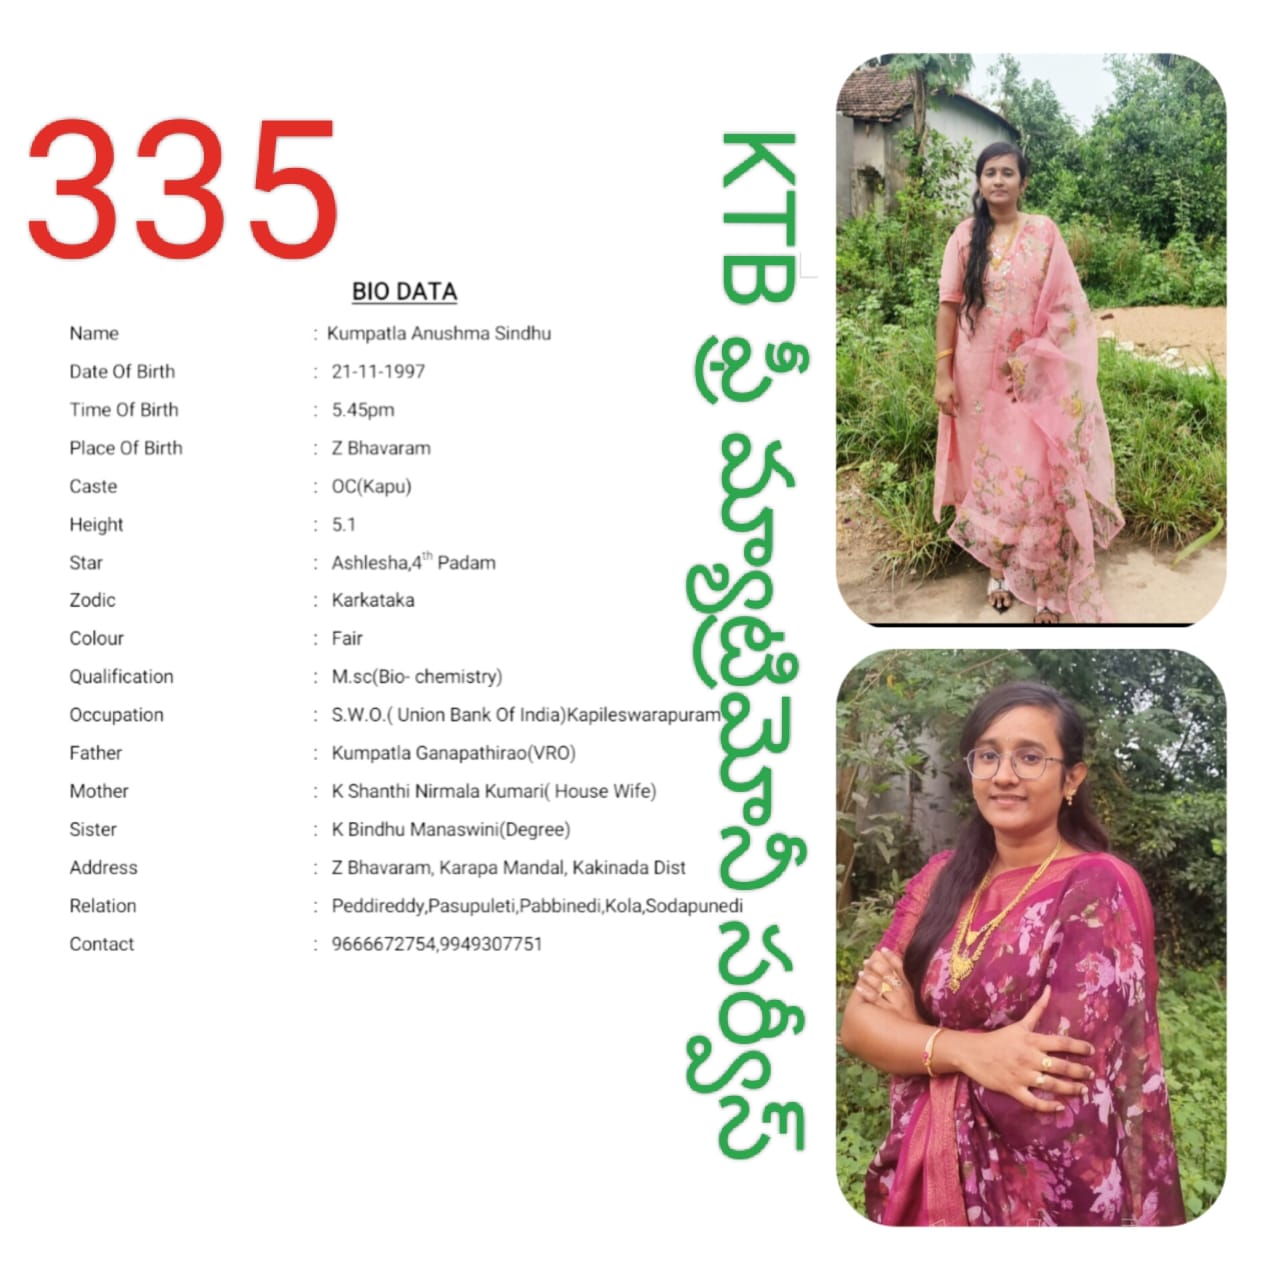 335
BIO DATA
Name : Kumpatla Anushma Sindhu
Date Of Birth : 21-11-1997
Time Of Birth : 5.45pm
Place Of Birth : Z Bhavaram
Caste : OC(Kapu)
Height : 5.1
Star : Ashlesha,4th Padam
Zodic : Karkataka
Colour : Fair
Qualification : M.sc(Bio- chemistry)
Occupation : S.W.O.( Union Bank Of India)Kapileswarapuram
Father : Kumpatla Ganapathirao(VRO)
Mother : K Shanthi Nirmala Kumari( House Wife)
Sister : K Bindhu Manaswini(Degree)
Address : Z Bhavaram, Karapa Mandal, Kakinada Dist
Relation : Peddireddy,Pasupuleti,Pabbinedi,Kola,Sodapunedi
Contact : 9666672754,9949307751
KTB ఫ్రీ మ్యాట్రిమోనీ సర్వీస్